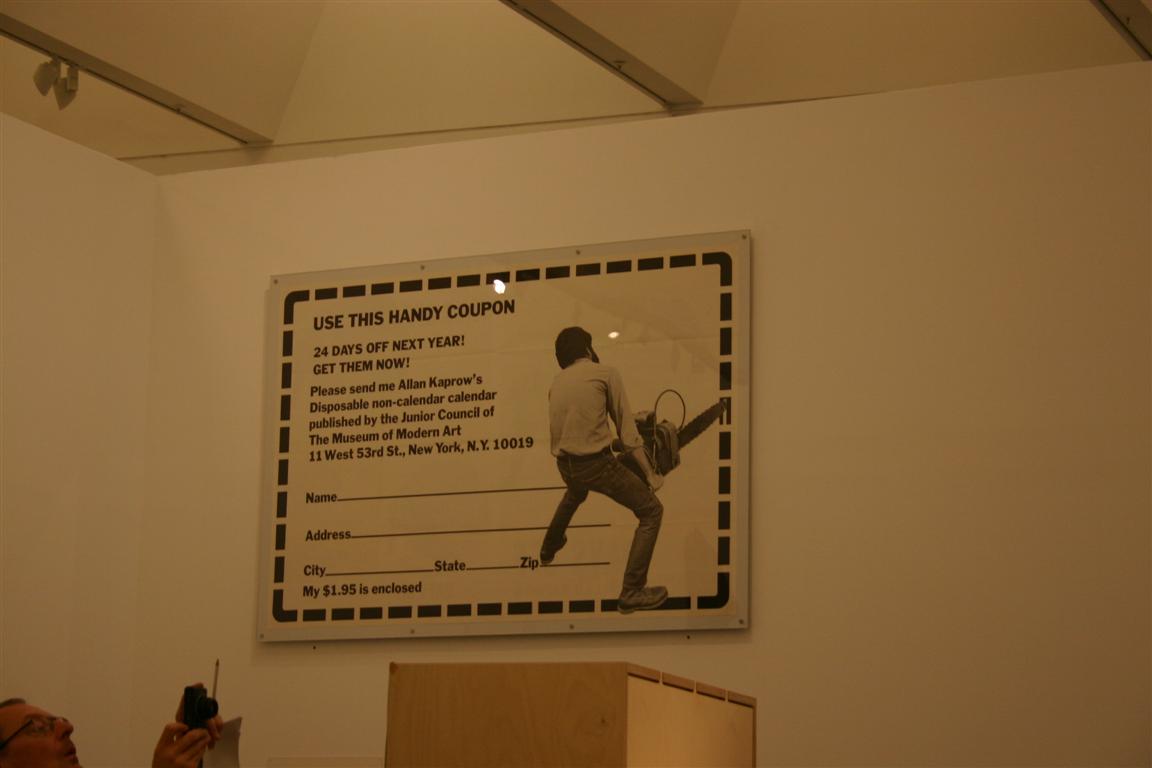 USE THIS HANDY COUPON
24 DAYS OFF NEXT YEAR!
GET THEM NOW!
Please send me Allan Kaprow's
Disposable non-calendar calendar
published by the Junior Council of
The Museum of Modern Art
11 West 53rd St., New York, N.Y. 10019
Name
Address
City State Zip
My $1.95 is enclosed